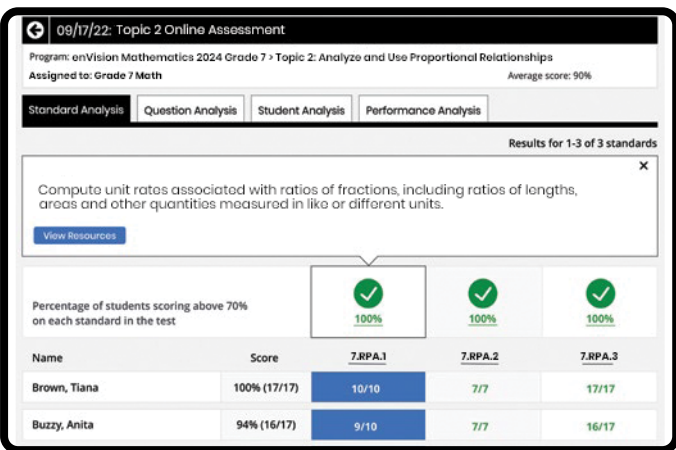 09/17/22: Topic 2 Online Assessment
Program: enVision Mathematics 2024 Grade 7 > Topic 2: Analyze and Use Proportional Relationships
Assigned to: Grade 7 Math Average score: 90%
Standard Analysis Question Analysis Student Analysis Performance Analysis
Results for 1-3 of 3 standards
Compute unit rates associated with ratios of fractions, including ratios of lengths,
areas and other quantities measured in like or different units.
View Resources
Percentage of students scoring above 70%
on each standard in the test
100% 100% 100%
Name Score 7.RPA.1 7.RPA.2 7.RPA.3
Brown, Tiana 100% (17/17) 10/10 7/7 17/17
Buzzy, Anita 94% (16/17) 9/10 7/7 16/17